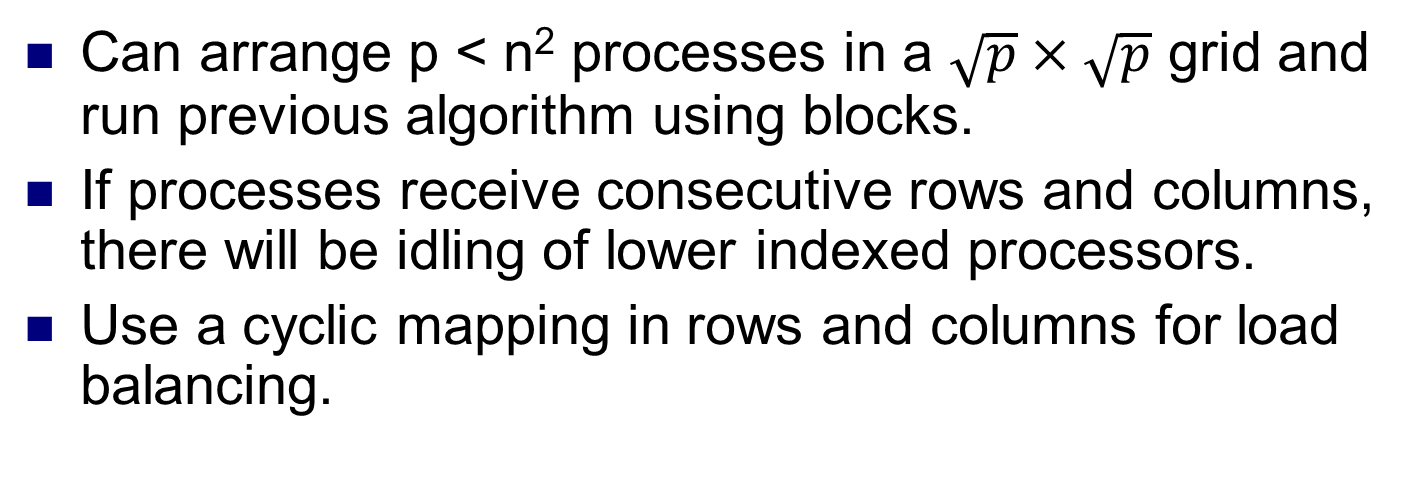 ■ Can arrange p < n² processes in a √p × √p grid and
run previous algorithm using blocks.
■ If processes receive consecutive rows and columns,
there will be idling of lower indexed processors.
■ Use a cyclic mapping in rows and columns for load
balancing.